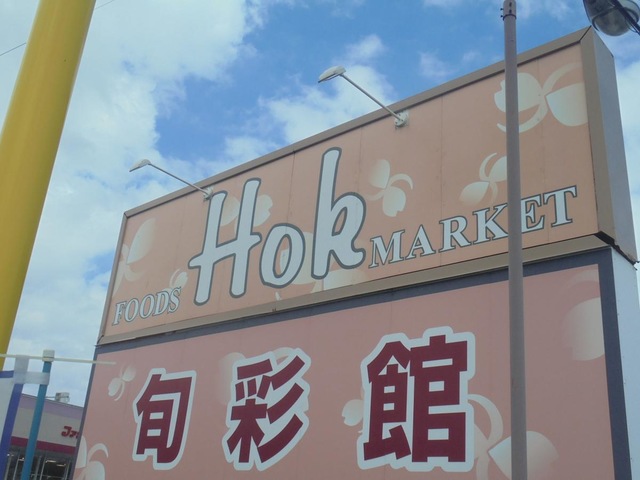 FOODS Hok MARKET
旬彩館